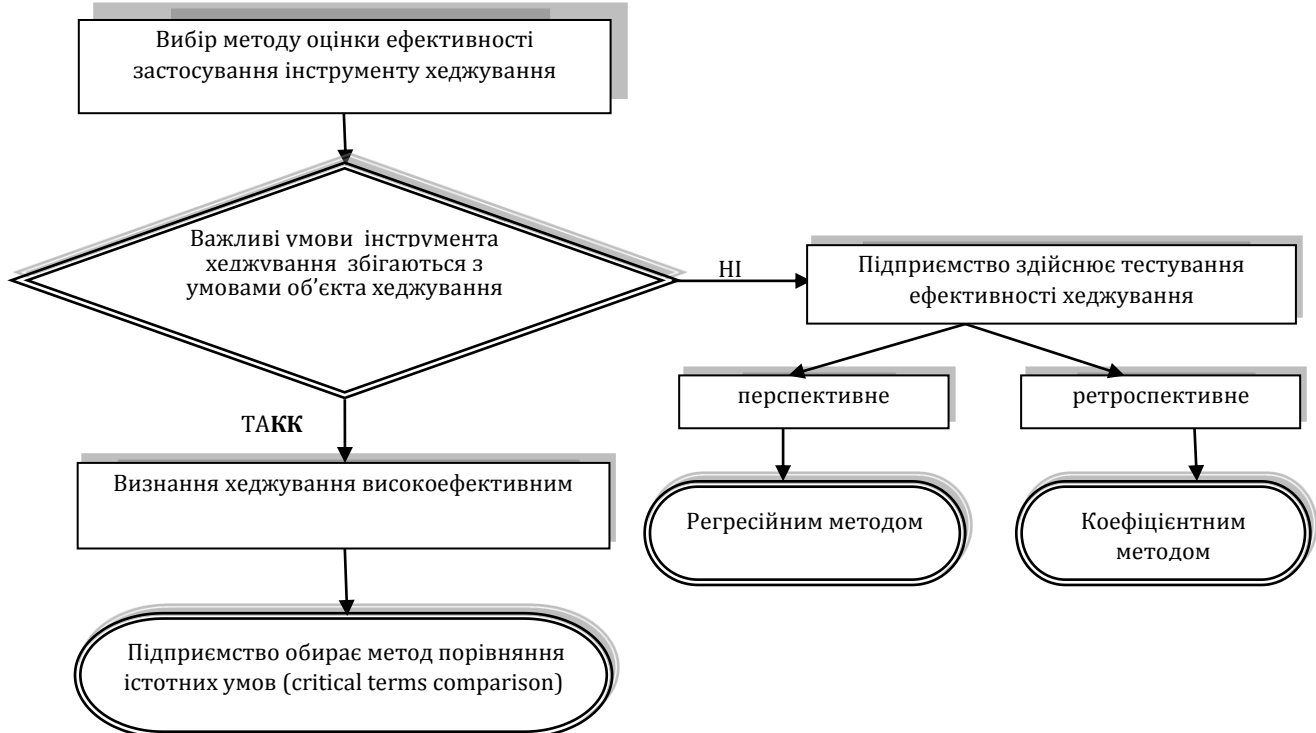 Вибір методу оцінки ефективності
застосування інструменту хеджування
Важливі умови інструмента
хеджування збігаються з
умовами об’єкта хеджування
НІ
Підприємство здійснює тестування
ефективності хеджування
перспективне
ретроспективне
ТАКК
Визнання хеджування високоефективним
Регресійним методом
Коефіцієнтним
методом
Підприємство обирає метод порівняння
істотних умов (critical terms comparison)